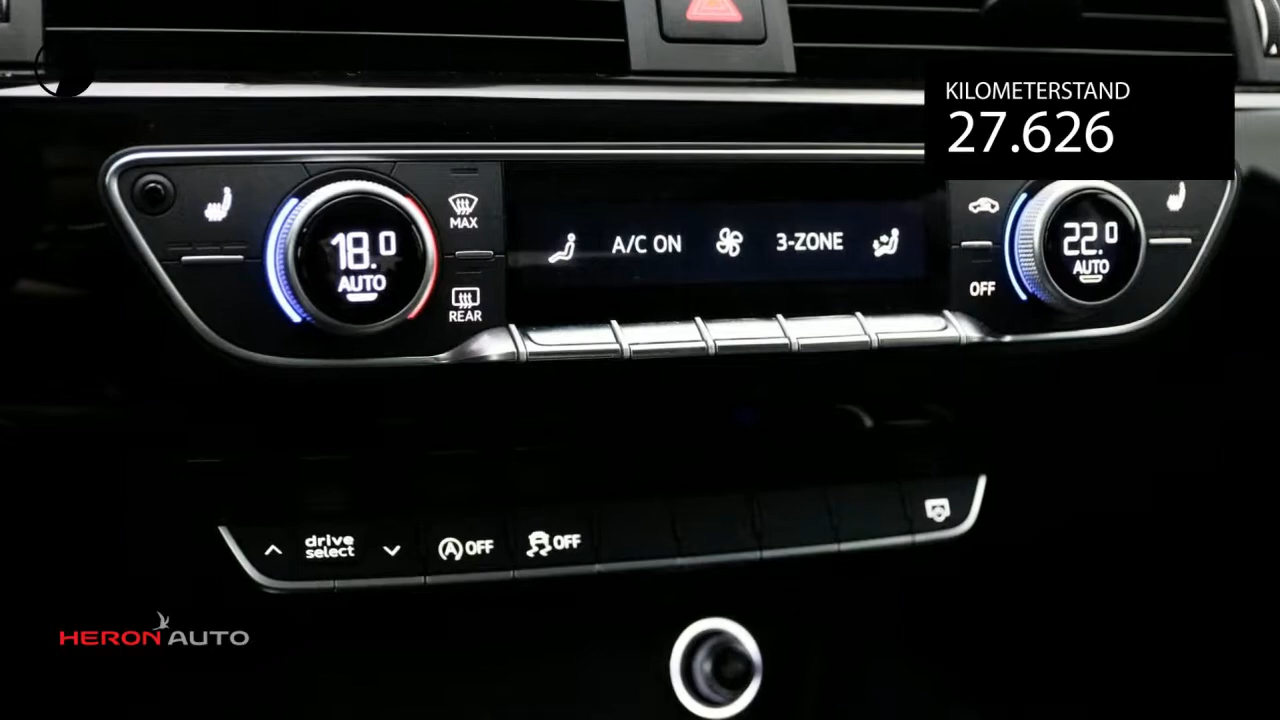 KILOMETERSTAND
27.626
18.0
AUTO
MAX
REAR
A/C ON
3-ZONE
OFF
22.0
AUTO
drive
select
A OFF
OFF
HERON AUTO